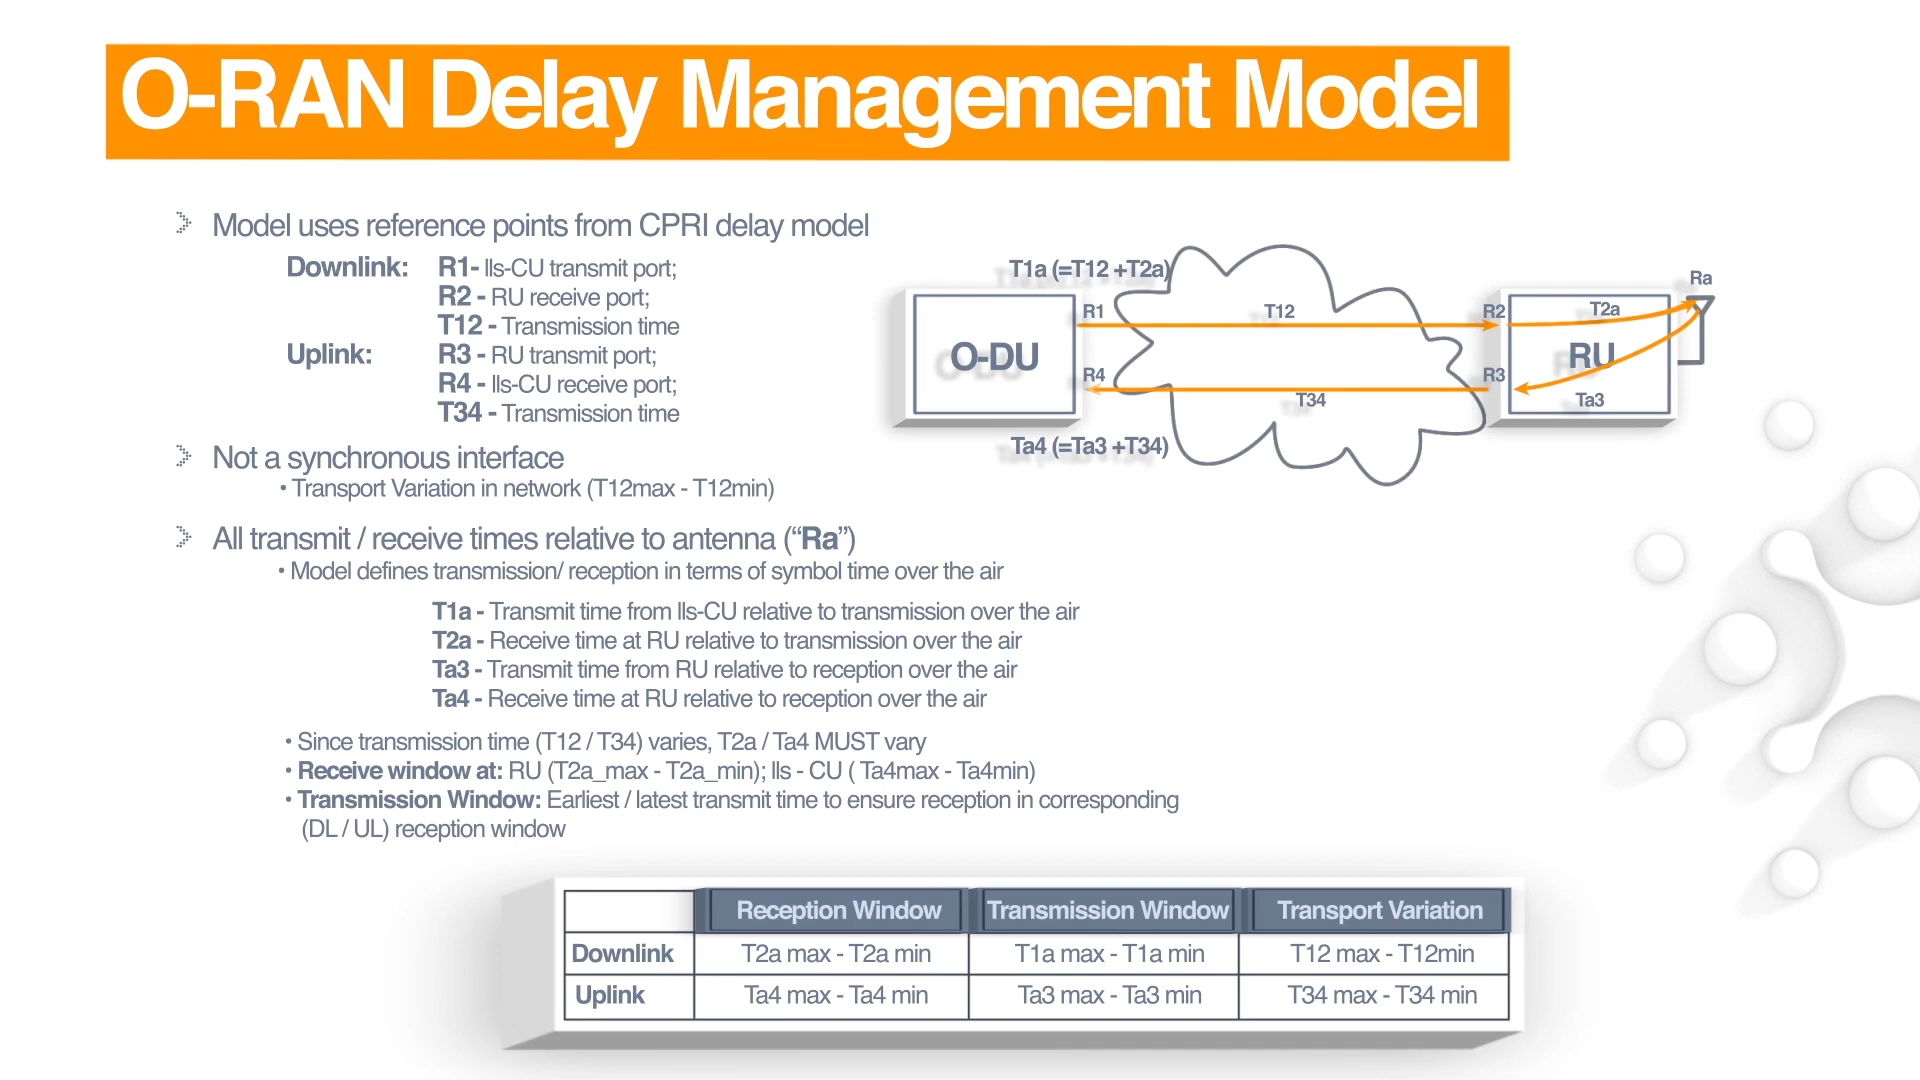 O-RAN Delay Management Model
Model uses reference points from CPRI delay model
Downlink: R1- lls-CU transmit port;
R2 - RU receive port;
T12 - Transmission time
Uplink: R3 - RU transmit port;
R4 - lls-CU receive port;
T34 - Transmission time
Not a synchronous interface
• Transport Variation in network (T12max - T12min)
All transmit / receive times relative to antenna (“Ra”)
• Model defines transmission/ reception in terms of symbol time over the air
T1a - Transmit time from lls-CU relative to transmission over the air
T2a - Receive time at RU relative to transmission over the air
Ta3 - Transmit time from RU relative to reception over the air
Ta4 - Receive time at RU relative to reception over the air
• Since transmission time (T12 / T34) varies, T2a / Ta4 MUST vary
• Receive window at: RU (T2a_max - T2a_min); lls - CU ( Ta4max - Ta4min)
• Transmission Window: Earliest / latest transmit time to ensure reception in corresponding
(DL / UL) reception window
T1a (=T12 +T2a)
Ra
R1 T12 R2 T2a
O-DU RU
R4 T34 R3 Ta3
Ta4 (=Ta3 +T34)
Reception Window Transmission Window Transport Variation
Downlink T2a max - T2a min T1a max - T1a min T12 max - T12min
Uplink Ta4 max - Ta4 min Ta3 max - Ta3 min T34 max - T34 min